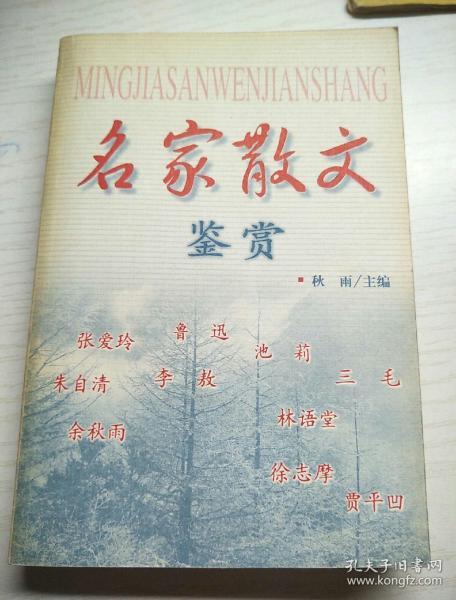 MINGJIASANWENJIANSHANG
名家散文
鉴赏
秋 雨/主编
张爱玲 鲁迅 池莉
朱自清 李敖 三毛
余秋雨 林语堂
徐志摩
贾平凹
孔夫子旧书网
www.kongfz.com